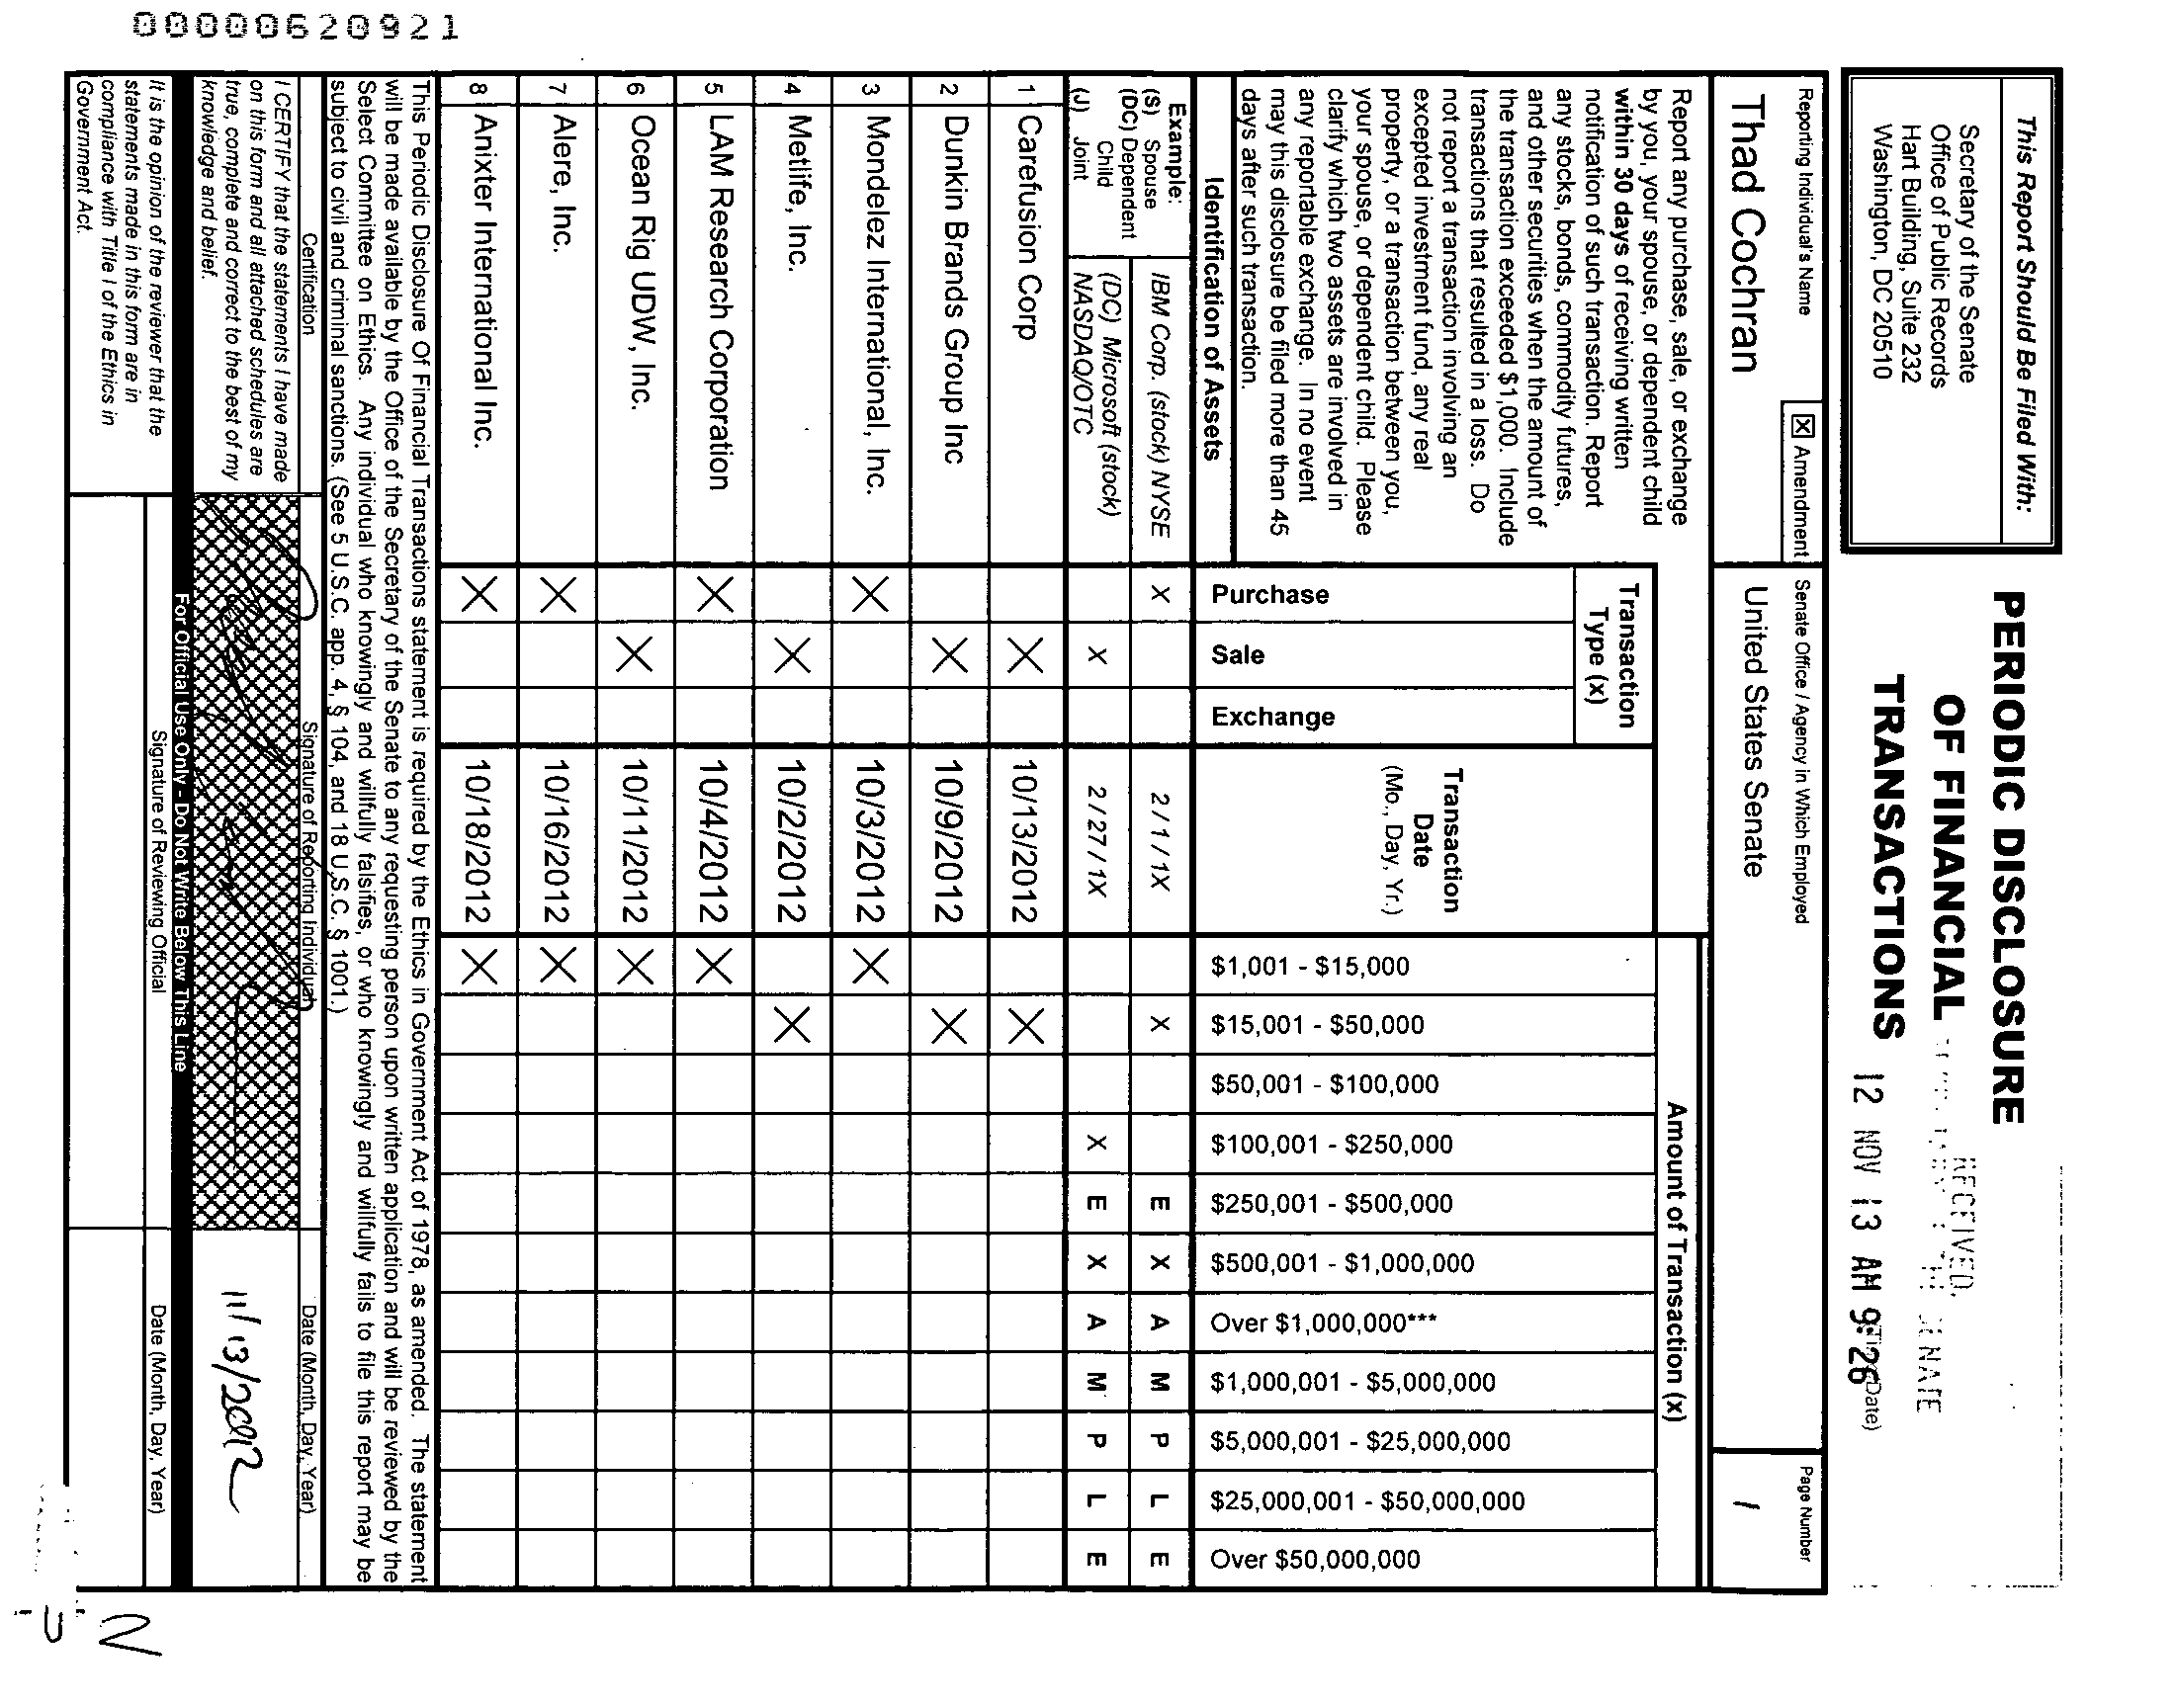 00000620921
This Report Should Be Filed With:
Secretary of the Senate
Office of Public Records
Hart Building, Suite 232
Washington, DC 20510
PERIODIC DISCLOSURE
OF FINANCIAL
TRANSACTIONS
RECEIVED
12 NOV 13 AM 9:26
Reporting Individual's Name
[X] Amendment
Senate Office / Agency in Which Employed
Page Number
Thad Cochran
United States Senate
1
Report any purchase, sale, or exchange
by you, your spouse, or dependent child
within 30 days of receiving written
notification of such transaction. Report
any stocks, bonds, commodity futures,
and other securities when the amount of
the transaction exceeded $1,000. Include
transactions that resulted in a loss. Do
not report a transaction involving an
excepted investment fund, any real
property, or a transaction between you,
your spouse, or dependent child. Please
clarify which two assets are involved in
any reportable exchange. In no event
may this disclosure be filed more than 45
days after such transaction.
Identification of Assets
Transaction
Type (x)
Purchase
Sale
Exchange
Transaction
Date
(Mo., Day, Yr.)
Amount of Transaction (x)
$1,001 - $15,000
$15,001 - $50,000
$50,001 - $100,000
$100,001 - $250,000
$250,001 - $500,000
$500,001 - $1,000,000
Over $1,000,000***
$1,000,001 - $5,000,000
$5,000,001 - $25,000,000
$25,000,001 - $50,000,000
Over $50,000,000
Example:
(S) Spouse
(DC) Dependent
Child
(J) Joint
IBM Corp. (stock) NYSE X 2 / 1 / 1X X E X A M P L E
(DC) Microsoft (stock)
NASDAQ/OTC X 2 / 27 / 1X X E X A M P L E
1 Carefusion Corp X 10/13/2012 X
2 Dunkin Brands Group Inc X 10/9/2012 X
3 Mondelez International, Inc. X 10/3/2012 X
4 Metlife, Inc. X 10/2/2012 X
5 LAM Research Corporation X 10/4/2012 X
6 Ocean Rig UDW, Inc. X 10/11/2012 X
7 Alere, Inc. X 10/16/2012 X
8 Anixter International Inc. X 10/18/2012 X
This Periodic Disclosure Of Financial Transactions statement is required by the Ethics in Government Act of 1978, as amended. The statement
will be made available by the Office of the Secretary of the Senate to any requesting person upon written application and will be reviewed by the
Select Committee on Ethics. Any individual who knowingly and willfully falsifies, or who knowingly and willfully fails to file this report may be
subject to civil and criminal sanctions. (See 5 U.S.C. app. 4, § 104, and 18 U.S.C. § 1001.)
Certification
Signature of Reporting Individual
Date (Month, Day, Year)
I CERTIFY that the statements I have made
on this form and all attached schedules are
true, complete and correct to the best of my
knowledge and belief.
11/13/2012
For Official Use Only - Do Not Write Below This Line
It is the opinion of the reviewer that the
statements made in this form are in
compliance with Title I of the Ethics in
Government Act.
Signature of Reviewing Official
Date (Month, Day, Year)